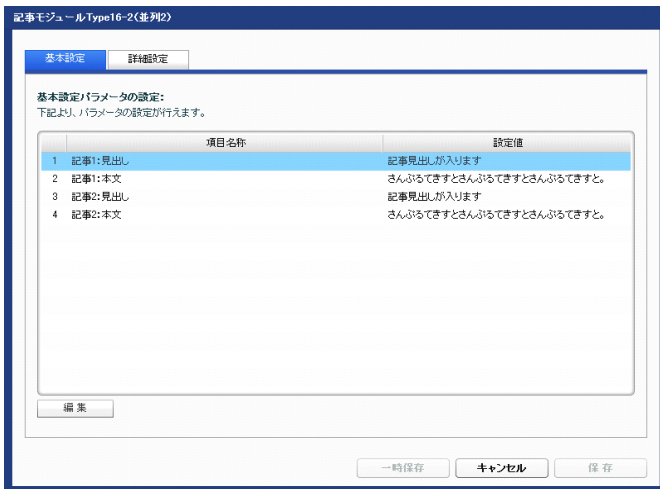 記事モジュールType16-2(並列2)
基本設定 詳細設定
基本設定パラメータの設定:
下記より、パラメータの設定が行えます。
項目名称 設定値
1 記事1:見出し 記事見出しが入ります
2 記事1:本文 さんぷるてきすとさんぷるてきすとさんぷるてきすと。
3 記事2:見出し 記事見出しが入ります
4 記事2:本文 さんぷるてきすとさんぷるてきすとさんぷるてきすと。
編集
一時保存 キャンセル 保存